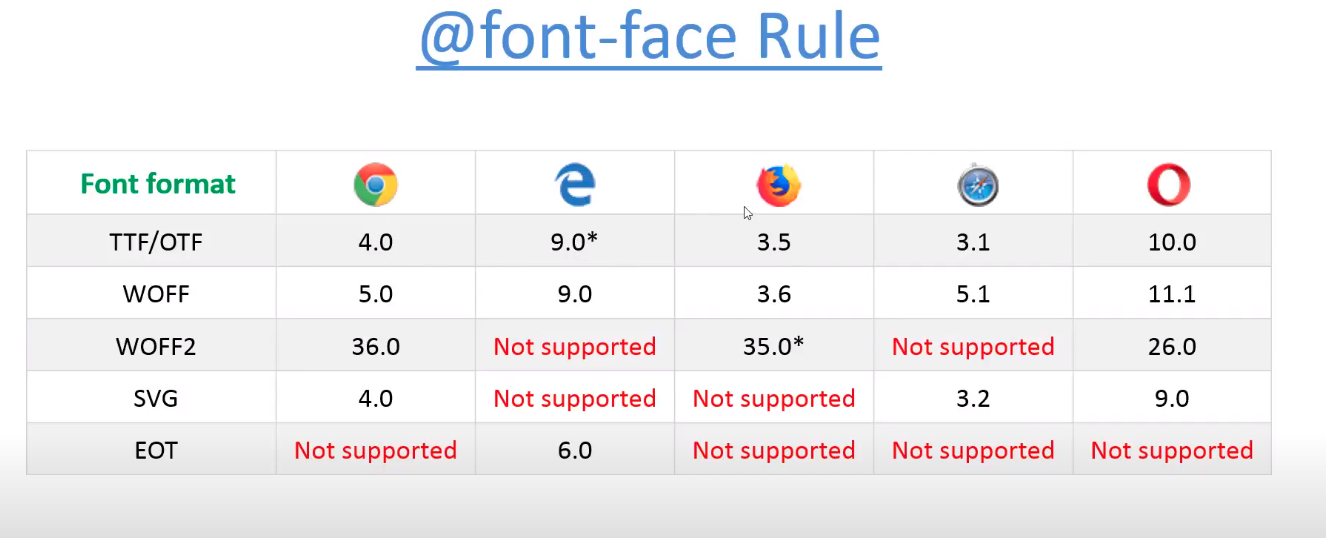 @font-face Rule
Font format
TTF/OTF 4.0 9.0* 3.5 3.1 10.0
WOFF 5.0 9.0 3.6 5.1 11.1
WOFF2 36.0 Not supported 35.0* Not supported 26.0
SVG 4.0 Not supported Not supported 3.2 9.0
EOT Not supported 6.0 Not supported Not supported Not supported